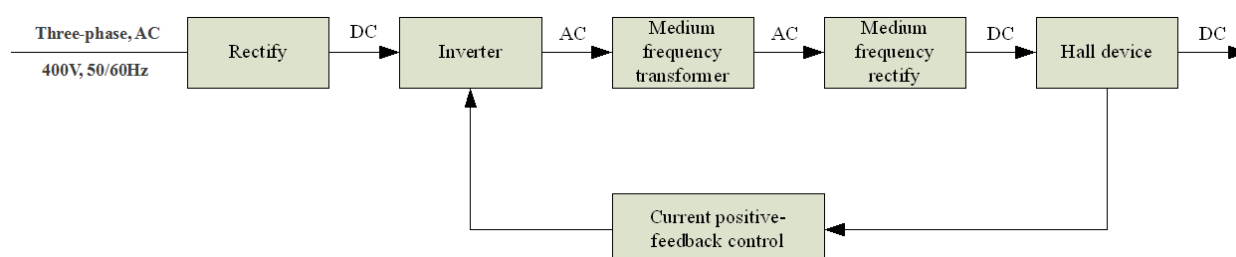 Three-phase, AC
400V, 50/60Hz
Rectify
DC
Inverter
AC
Medium
frequency
transformer
AC
Medium
frequency
rectify
DC
Hall device
DC
Current positive-
feedback control